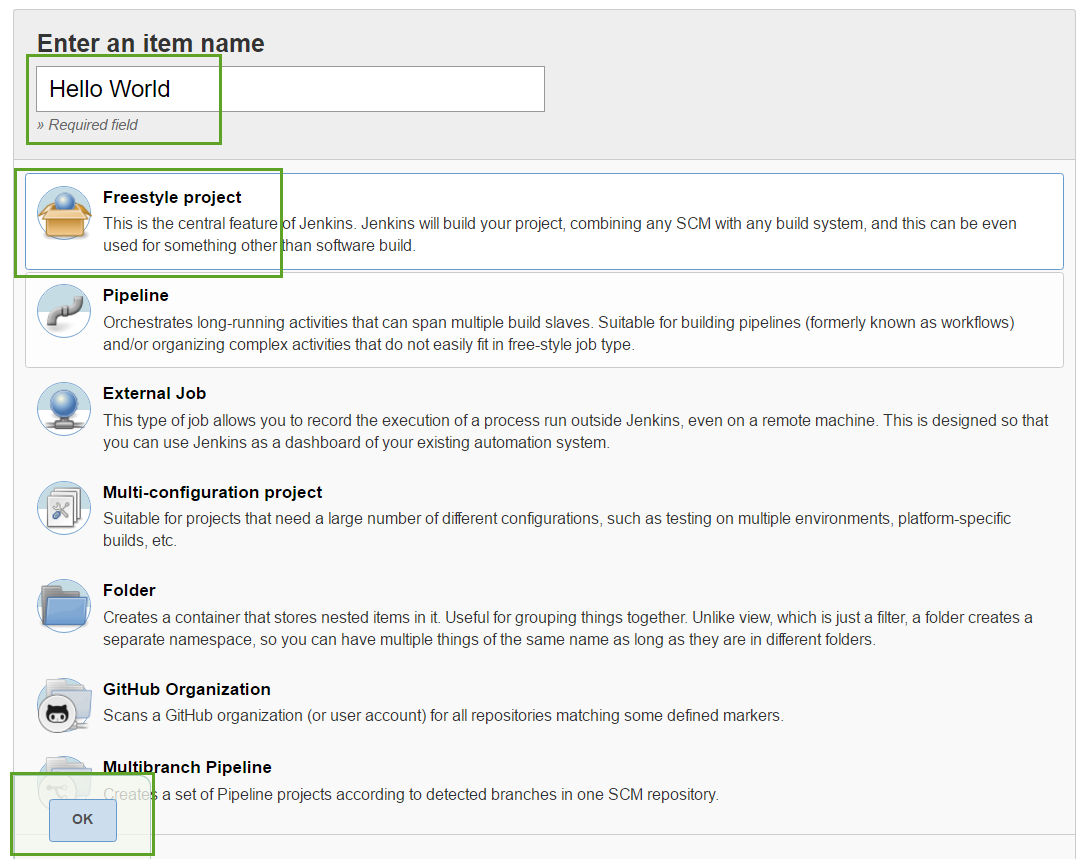 Enter an item name
Hello World
» Required field
Freestyle project
This is the central feature of Jenkins. Jenkins will build your project, combining any SCM with any build system, and this can be even
used for something other than software build.
Pipeline
Orchestrates long-running activities that can span multiple build slaves. Suitable for building pipelines (formerly known as workflows)
and/or organizing complex activities that do not easily fit in free-style job type.
External Job
This type of job allows you to record the execution of a process run outside Jenkins, even on a remote machine. This is designed so that
you can use Jenkins as a dashboard of your existing automation system.
Multi-configuration project
Suitable for projects that need a large number of different configurations, such as testing on multiple environments, platform-specific
builds, etc.
Folder
Creates a container that stores nested items in it. Useful for grouping things together. Unlike view, which is just a filter, a folder creates a
separate namespace, so you can have multiple things of the same name as long as they are in different folders.
GitHub Organization
Scans a GitHub organization (or user account) for all repositories matching some defined markers.
Multibranch Pipeline
Creates a set of Pipeline projects according to detected branches in one SCM repository.
OK